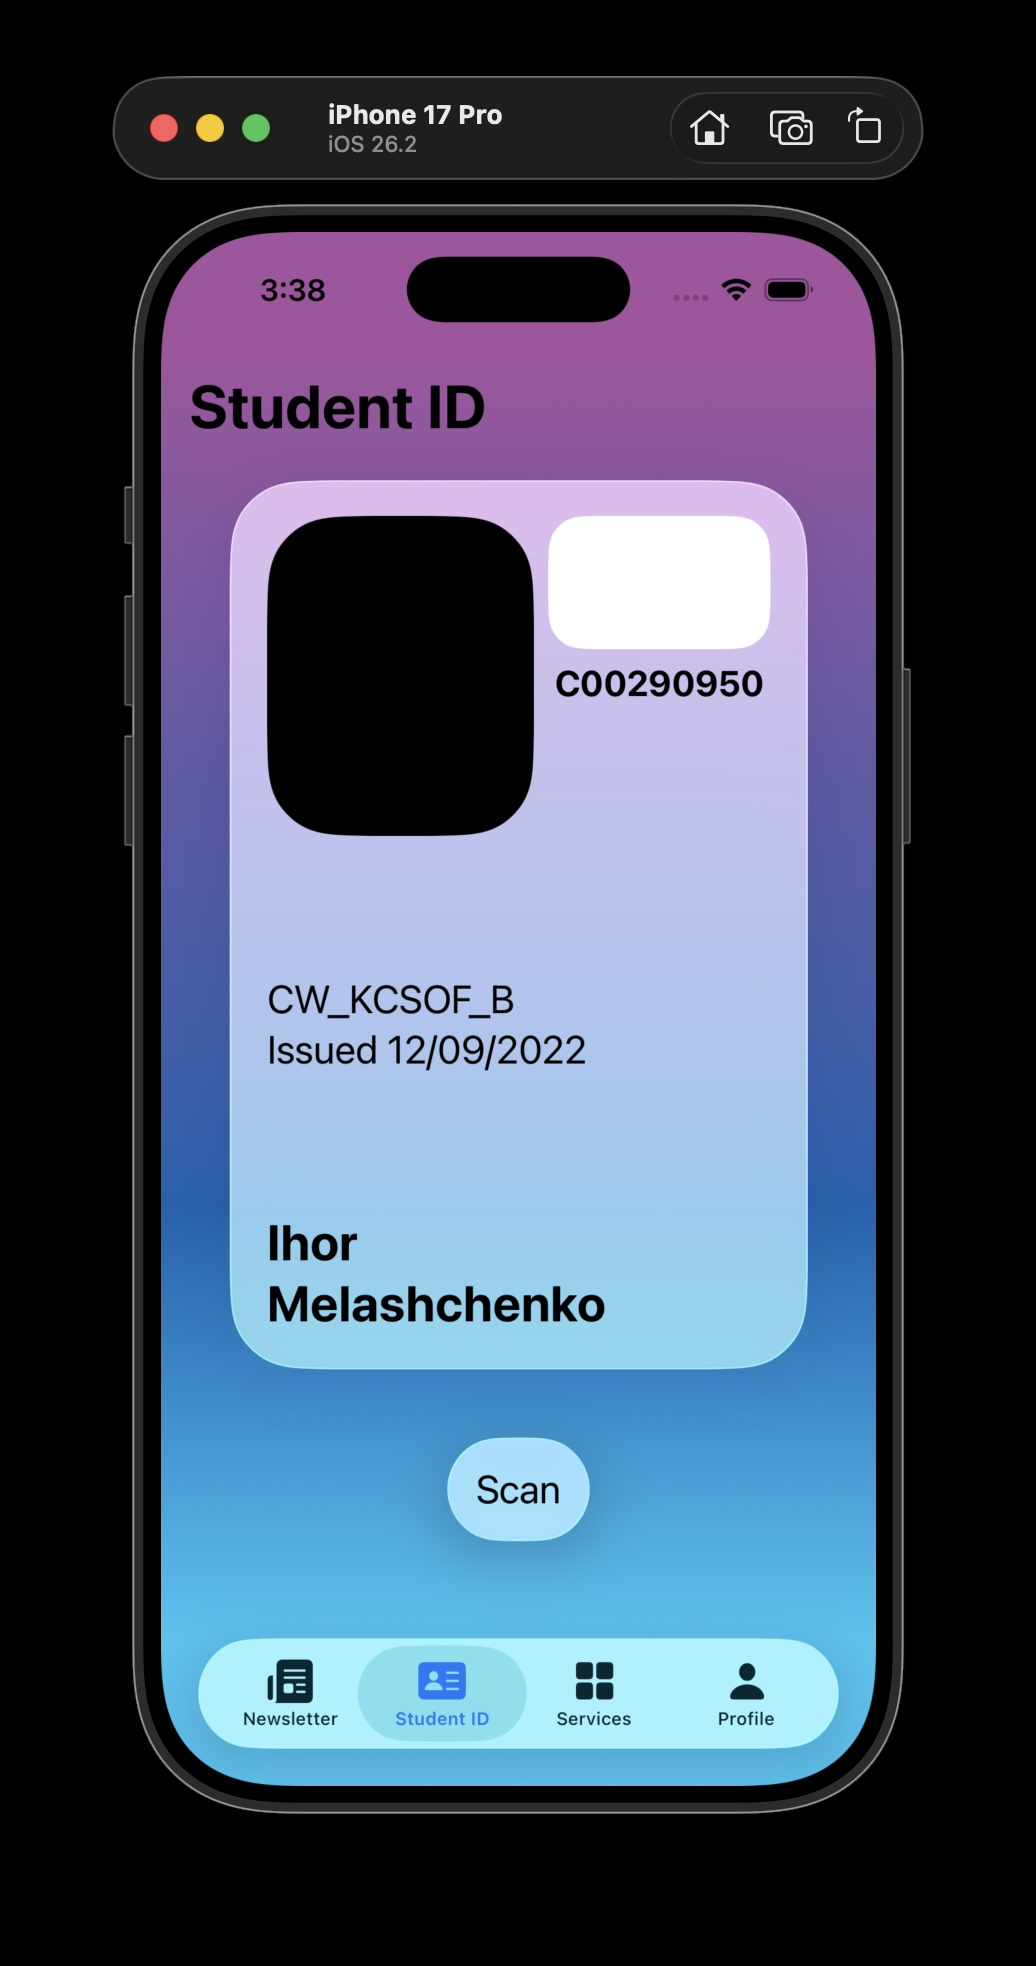 iPhone 17 Pro
iOS 26.2
3:38
Student ID
C00290950
CW_KCSOF_B
Issued 12/09/2022
Ihor
Melashchenko
Scan
Newsletter
Student ID
Services
Profile